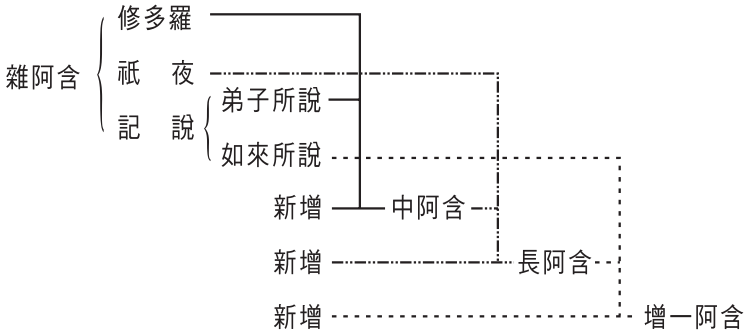 修多羅
祇夜
雜阿含
弟子所說
記說
如來所說
新增 中阿含
新增 長阿含
新增 增一阿含